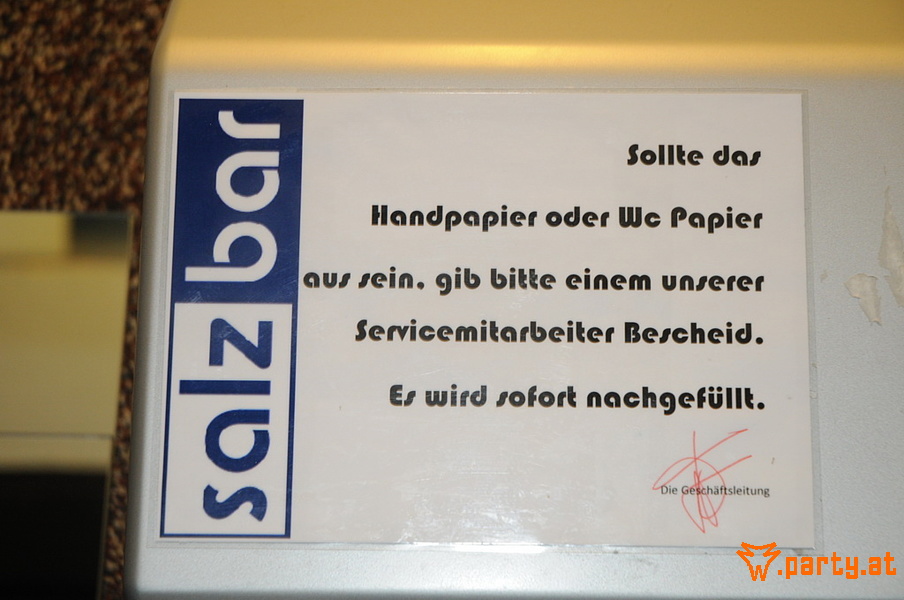 salz bar
Sollte das
Handpapier oder Wc Papier
aus sein, gib bitte einem unserer
Servicemitarbeiter Bescheid.
Es wird sofort nachgefüllt.
Die Geschäftsleitung
w.party.at